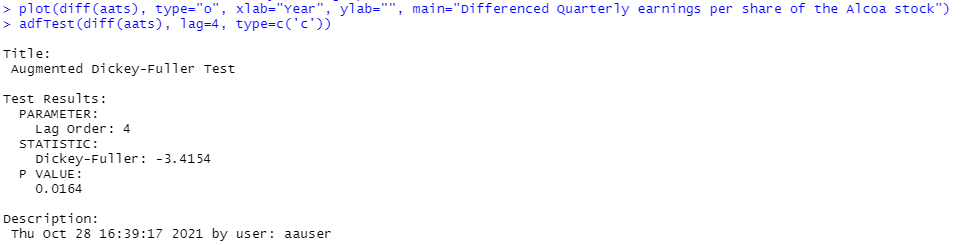 > plot(diff(aats), type="o", xlab="Year", ylab="", main="Differenced Quarterly earnings per share of the Alcoa stock")
> adfTest(diff(aats), lag=4, type=c('c'))
Title:
Augmented Dickey-Fuller Test
Test Results:
PARAMETER:
Lag Order: 4
STATISTIC:
Dickey-Fuller: -3.4154
P VALUE:
0.0164
Description:
Thu Oct 28 16:39:17 2021 by user: aauser